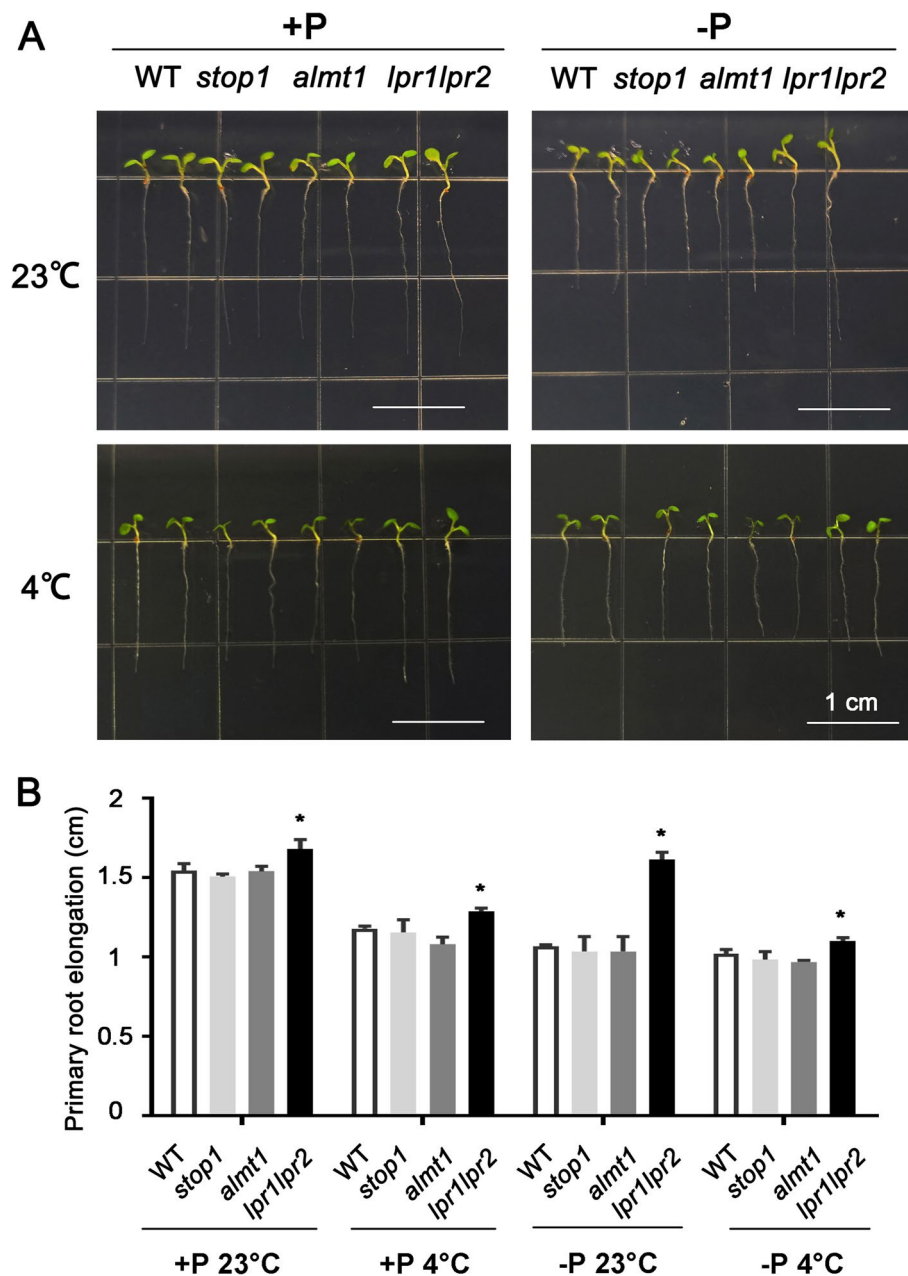 A
+P
-P
WT stop1 almt1 lpr1lpr2
WT stop1 almt1 lpr1lpr2
23℃
4℃
1 cm
B
Primary root elongation (cm)
2
1.5
1
0.5
0
*
*
*
*
WT stop1 almt1 lpr1lpr2
WT stop1 almt1 lpr1lpr2
WT stop1 almt1 lpr1lpr2
WT stop1 almt1 lpr1lpr2
+P 23°C
+P 4°C
-P 23°C
-P 4°C